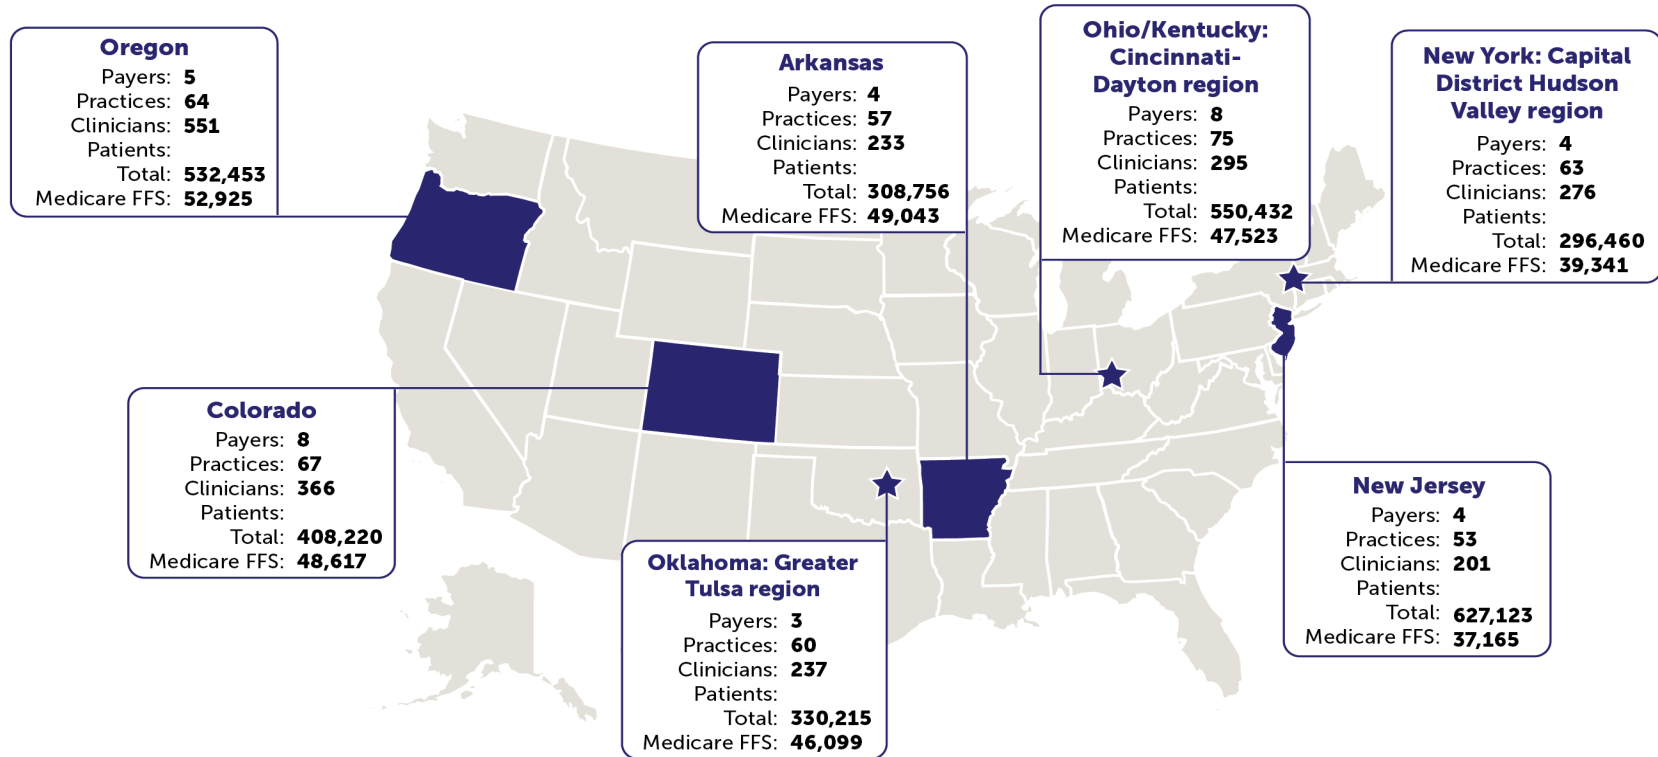 Oregon
Payers: 5
Practices: 64
Clinicians: 551
Patients:
Total: 532,453
Medicare FFS: 52,925
Arkansas
Payers: 4
Practices: 57
Clinicians: 233
Patients:
Total: 308,756
Medicare FFS: 49,043
Ohio/Kentucky:
Cincinnati-
Dayton region
Payers: 8
Practices: 75
Clinicians: 295
Patients:
Total: 550,432
Medicare FFS: 47,523
New York: Capital
District Hudson
Valley region
Payers: 4
Practices: 63
Clinicians: 276
Patients:
Total: 296,460
Medicare FFS: 39,341
Colorado
Payers: 8
Practices: 67
Clinicians: 366
Patients:
Total: 408,220
Medicare FFS: 48,617
Oklahoma: Greater
Tulsa region
Payers: 3
Practices: 60
Clinicians: 237
Patients:
Total: 330,215
Medicare FFS: 46,099
New Jersey
Payers: 4
Practices: 53
Clinicians: 201
Patients:
Total: 627,123
Medicare FFS: 37,165